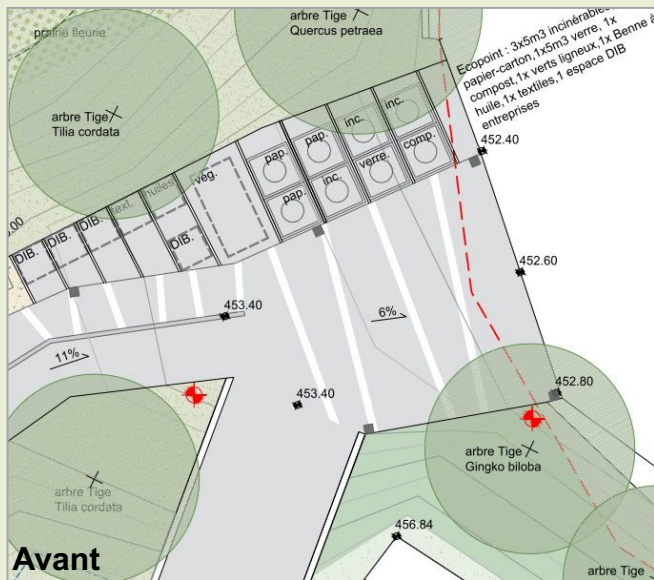 prairie fleurie
arbre Tige
Quercus petraea
Ecopoint : 3x5m3 incinérables
papier-carton,1x5m3 verre, 1x
compost,1x verts ligneux,1x Benne à
huile,1x textiles,1 espace DIB
entreprises
arbre Tige
Tilia cordata
inc.
inc.
pap.
pap.
comp.
verre.
inc.
pap.
vég.
huiles
text.
DIB.
DIB.
DIB.
DIB.
452.40
452.60
453.40
6%
11%
453.40
452.80
arbre Tige
Gingko biloba
arbre Tige
Tilia cordata
456.84
arbre Tige
Avant